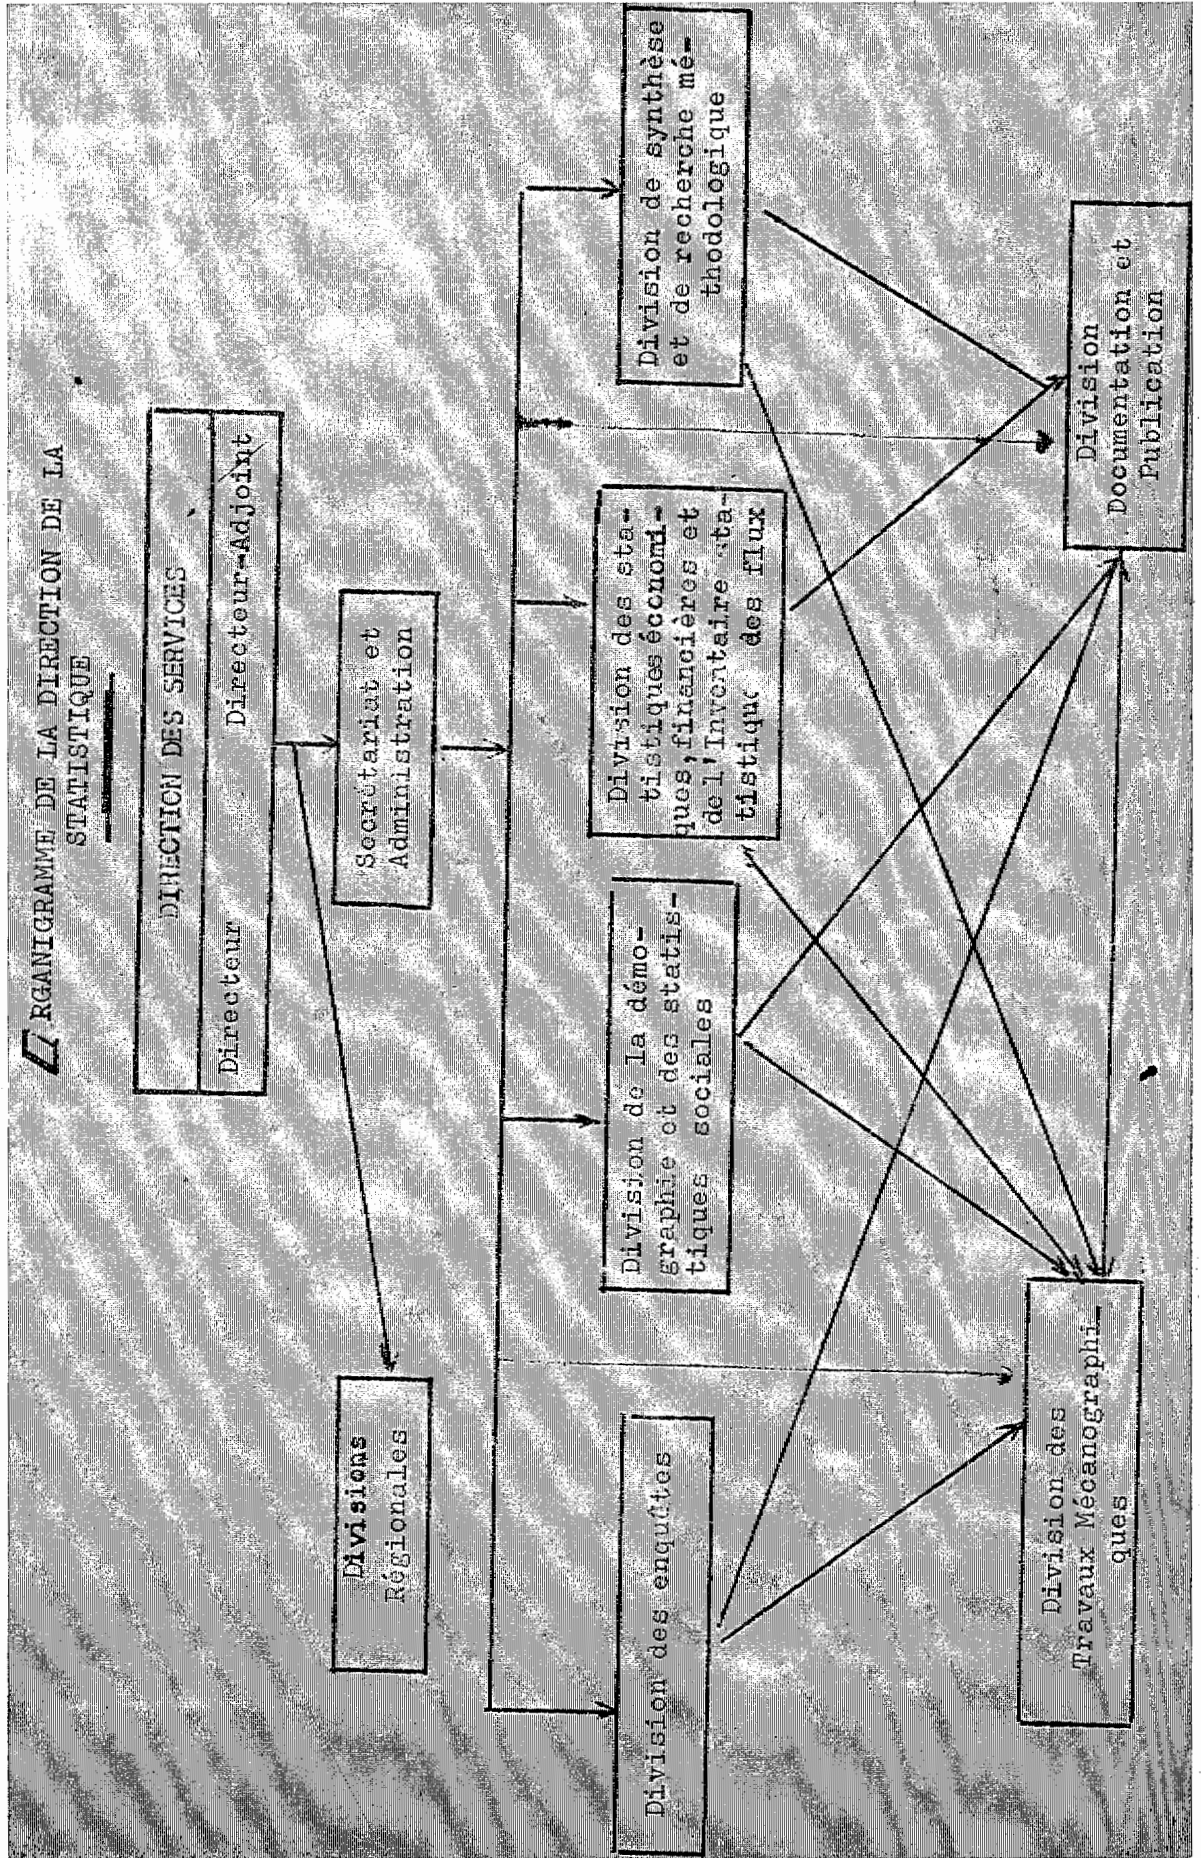 ORGANIGRAMME DE LA DIRECTION DE LA
STATISTIQUE
DIRECTION DES SERVICES
Directeur Directeur-Adjoint
Divisions
Régionales
Secrétariat et
Administration
Division des enquêtes
Division de la démo-
graphie et des statis-
tiques sociales
Division des sta-
tistiques économi-
ques, financières et
de l'Inventaire sta-
tistique des flux
Division de synthèse
et de recherche mé-
thodologique
Division des
Travaux Mécanographi_
ques
Division
Documentation et
Publication